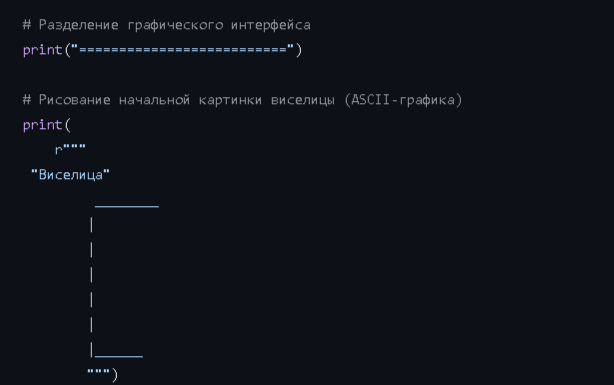 # Разделение графического интерфейса
print("==========================")
# Рисование начальной картинки виселицы (ASCII-графика)
print(
    r"""
 "Виселица"
         ________
        |
        |
        |
        |
        |
        |______
        """)